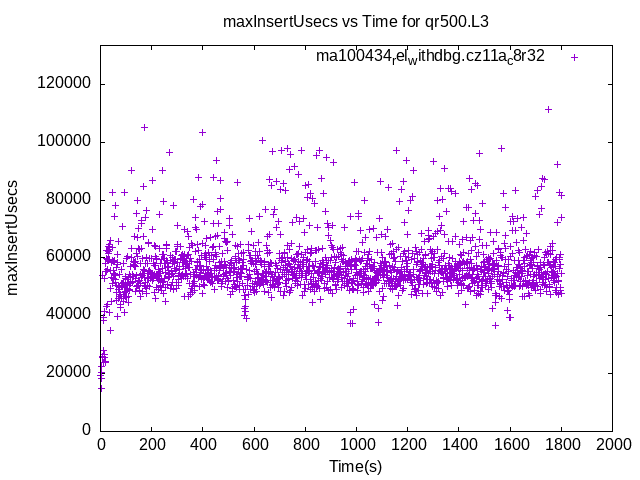 maxInsertUsecs vs Time for qr500.L3
ma100434relwithdbg.cz11ac8r32
120000
100000
80000
60000
40000
20000
0
maxInsertUsecs
0 200 400 600 800 1000 1200 1400 1600 1800 2000
Time(s)